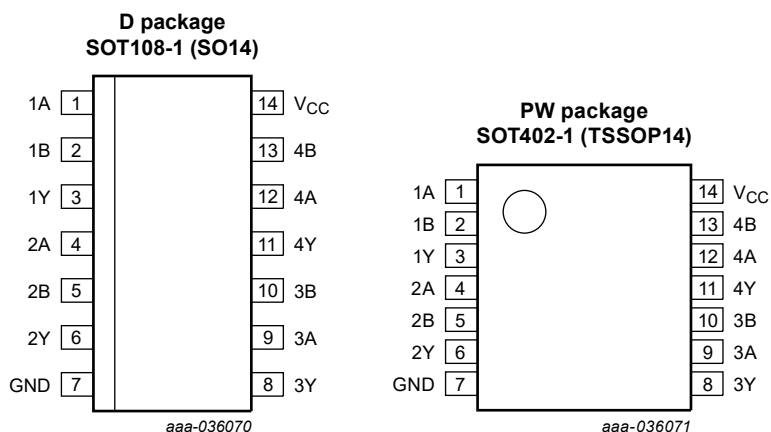 D package
SOT108-1 (SO14)
1A 1 14 VCC
1B 2 13 4B
1Y 3 12 4A
2A 4 11 4Y
2B 5 10 3B
2Y 6 9 3A
GND 7 8 3Y
aaa-036070
PW package
SOT402-1 (TSSOP14)
1A 1 14 VCC
1B 2 13 4B
1Y 3 12 4A
2A 4 11 4Y
2B 5 10 3B
2Y 6 9 3A
GND 7 8 3Y
aaa-036071